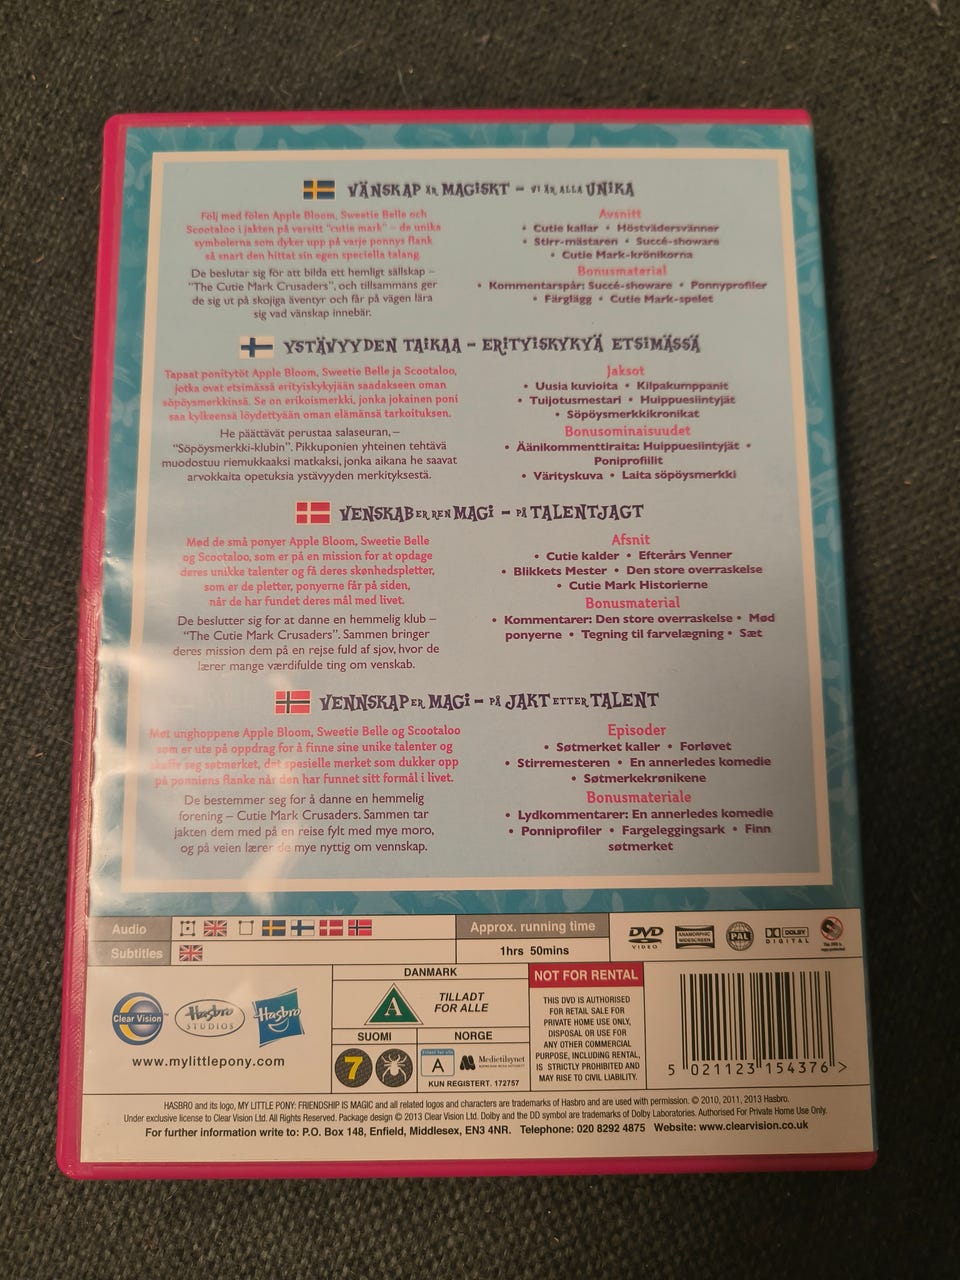 VÄNSKAP ÄR MAGISKT - VI ÄR ALLA UNIKA
Följ med fölen Apple Bloom, Sweetie Belle och
Scootaloo i jakten på varsitt "cutie mark" – de unika
symbolerna som dyker upp på varje ponnys flank
så snart den hittat sin egen speciella talang.
De beslutar sig för att bilda ett hemligt sällskap –
"The Cutie Mark Crusaders", och tillsammans ger
de sig ut på skojiga äventyr och får på vägen lära
sig vad vänskap innebär.
Avsnitt
• Cutie kallar • Höstvädersvänner
• Stirr-mästaren • Succé-showare
• Cutie Mark-krönikorna
Bonusmaterial
• Kommentarspår: Succé-showare • Ponnyprofiler
• Färglägg • Cutie Mark-spelet
YSTÄVYYDEN TAIKAA - ERITYISKYKYÄ ETSIMÄSSÄ
Tapaat ponitytöt Apple Bloom, Sweetie Belle ja Scootaloo,
jotka ovat etsimässä erityiskykyjään saadakseen oman
söpöysmerkkinsä. Se on erikoismerkki, jonka jokainen poni
saa kylkeensä löydettyään oman elämänsä tarkoituksen.
He päättävät perustaa salaseuran, –
"Söpöysmerkki-klubin". Pikkuponien yhteinen tehtävä
muodostuu riemukkaaksi matkaksi, jonka aikana he saavat
arvokkaita opetuksia ystävyyden merkityksestä.
Jaksot
• Uusia kuvioita • Kilpakumppanit
• Tuijotusmestari • Huippuesiintyjät
• Söpöysmerkkikronikat
Bonusominaisuudet
• Äänikommenttiraita: Huippuesiintyjät •
Poniprofiilit
• Värityskuva • Laita söpöysmerkki
VENSKAB ER REN MAGI - PÅ TALENTJAGT
Mød de små ponyer Apple Bloom, Sweetie Belle
og Scootaloo, som er på en mission for at opdage
deres unikke talenter og få deres skønhedspletter,
som er de pletter, ponyerne får på siden,
når de har fundet deres mål med livet.
De beslutter sig for at danne en hemmelig klub –
"The Cutie Mark Crusaders". Sammen bringer
deres mission dem på en rejse fuld af sjov, hvor de
lærer mange værdifulde ting om venskab.
Afsnit
• Cutie kalder • Efterårs Venner
• Blikkets Mester • Den store overraskelse
• Cutie Mark Historierne
Bonusmaterial
• Kommentarer: Den store overraskelse • Mød
ponyerne • Tegning til farvelægning • Sæt
VENNSKAP ER MAGI - PÅ JAKT ETTER TALENT
Møt unghoppene Apple Bloom, Sweetie Belle og Scootaloo
som er ute på oppdrag for å finne sine unike talenter og
skaffe seg søtmerket, det spesielle merket som dukker opp
på ponniens flanke når den har funnet sitt formål i livet.
De bestemmer seg for å danne en hemmelig
forening – Cutie Mark Crusaders. Sammen tar
jakten dem med på en reise fylt med mye moro,
og på veien lærer de mye nyttig om vennskap.
Episoder
• Søtmerket kaller • Forløvet
• Stirremesteren • En annerledes komedie
• Søtmerkekrønikene
Bonusmateriale
• Lydkommentarer: En annerledes komedie
• Ponniprofiler • Fargeleggingsark • Finn
søtmerket
Audio
Subtitles
Approx. running time
1hrs 50mins
DVD VIDEO
ANAMORPHIC WIDESCREEN
PAL
DOLBY DIGITAL
Clear Vision
Hasbro STUDIOS
Hasbro
www.mylittlepony.com
DANMARK
A
TILLADT
FOR ALLE
SUOMI
7
NORGE
Tillatt for alle
A
Medietilsynet
KUN REGISTERT. 172757
NOT FOR RENTAL
THIS DVD IS AUTHORISED
FOR RETAIL SALE FOR
PRIVATE HOME USE ONLY,
DISPOSAL OR USE FOR
ANY OTHER COMMERCIAL
PURPOSE, INCLUDING RENTAL,
IS STRICTLY PROHIBITED AND
MAY RISE TO CIVIL LIABILITY.
5 021123 154376 >
HASBRO and its logo, MY LITTLE PONY: FRIENDSHIP IS MAGIC and all related logos and characters are trademarks of Hasbro and are used with permission. © 2010, 2011, 2013 Hasbro.
Under exclusive license to Clear Vision Ltd. All Rights Reserved. Package design © 2013 Clear Vision Ltd. Dolby and the DD symbol are trademarks of Dolby Laboratories. Authorised For Private Home Use Only.
For further information write to: P.O. Box 148, Enfield, Middlesex, EN3 4NR. Telephone: 020 8292 4875 Website: www.clearvision.co.uk